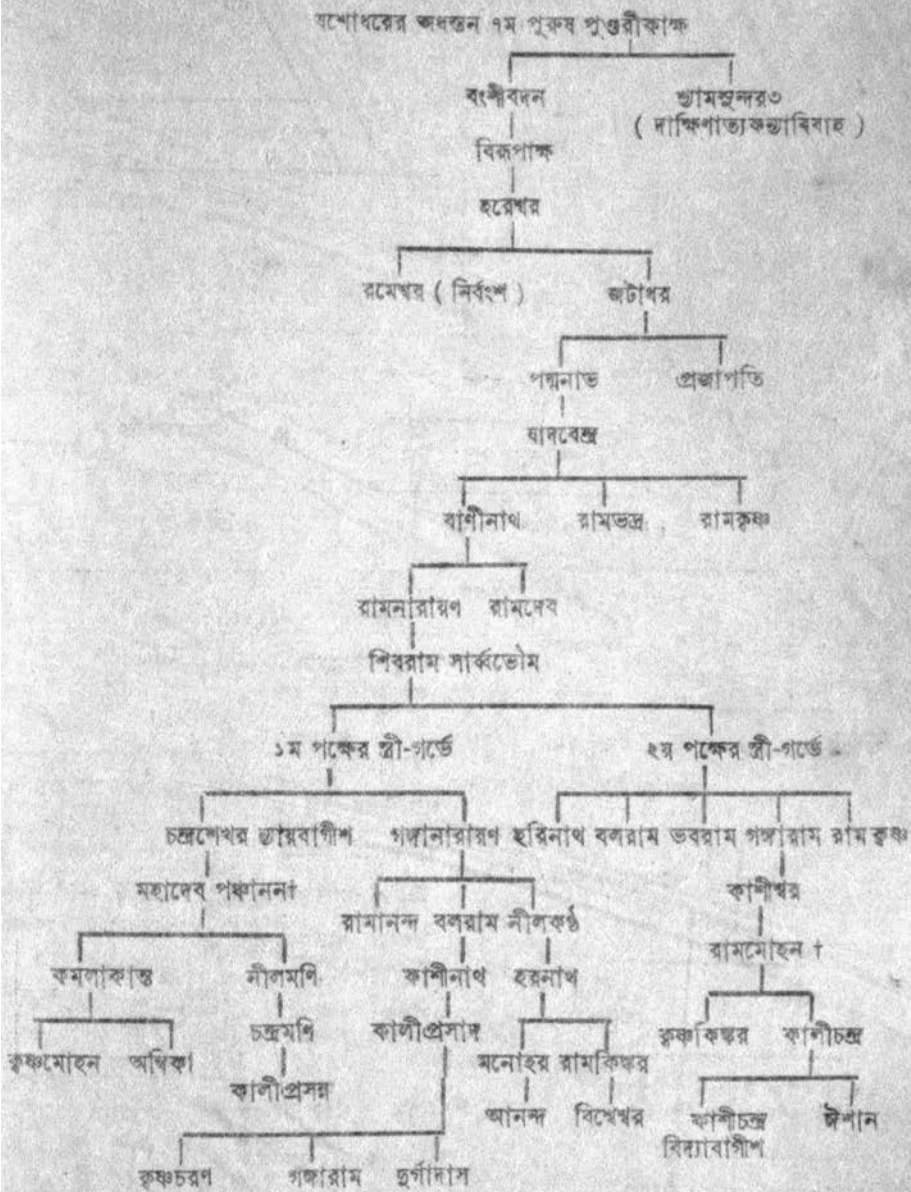 যশোধরের অধস্তন ৭ম পুরুষ পুণ্ডরীকাক্ষ
বংশীবদন শ্যামসুন্দর৩
( দাক্ষিণাত্যকন্যাবিবাহ )
বিরূপাক্ষ
হরেশ্বর
রমেশ্বর ( নির্বংশ ) জটাধর
পদ্মনাভ প্রজাপতি
যাদবেন্দ্র
বাণীনাথ রামভদ্র রামকৃষ্ণ
রামনারায়ণ রামদেব
শিবরাম সার্ব্বভৌম
১ম পক্ষের স্ত্রী-গর্ভে ২য় পক্ষের স্ত্রী-গর্ভে
চন্দ্রশেখর ন্যায়বাগীশ গঙ্গানারায়ণ হরিনাথ বলরাম ভবরাম গঙ্গারাম রামকৃষ্ণ
মহাদেব পঞ্চানন† কাশীশ্বর
রামানন্দ বলরাম নীলকণ্ঠ
রামমোহন †
কমলাকান্ত নীলমণি কাশীনাথ হরনাথ
চন্দ্রমণি কালীপ্রসাদ কৃষ্ণকিঙ্কর কালীচন্দ্র
কৃষ্ণমোহন অম্বিকা মনোহর রামকিঙ্কর
কালীপ্রসন্ন
আনন্দ বিশ্বেশ্বর কাশীচন্দ্র ঈশান
বিদ্যাবাগীশ
কৃষ্ণচরণ গঙ্গারাম দুর্গাদাস